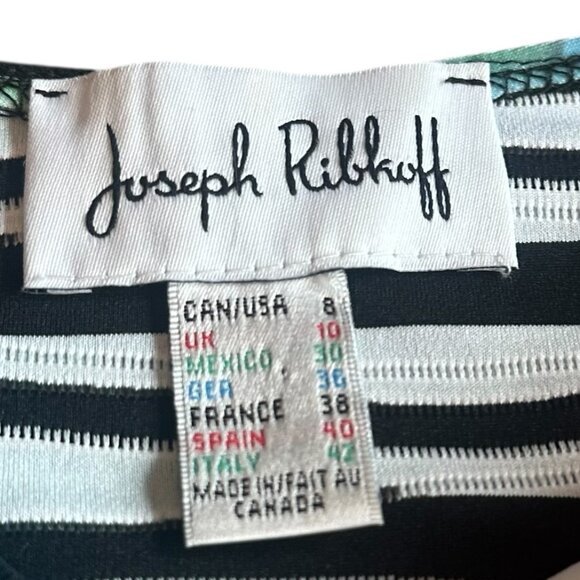 Joseph Ribkoff
CAN/USA 8
UK 10
MEXICO 30
GER 36
FRANCE 38
SPAIN 40
ITALY 42
MADE IN/FAIT AU
CANADA